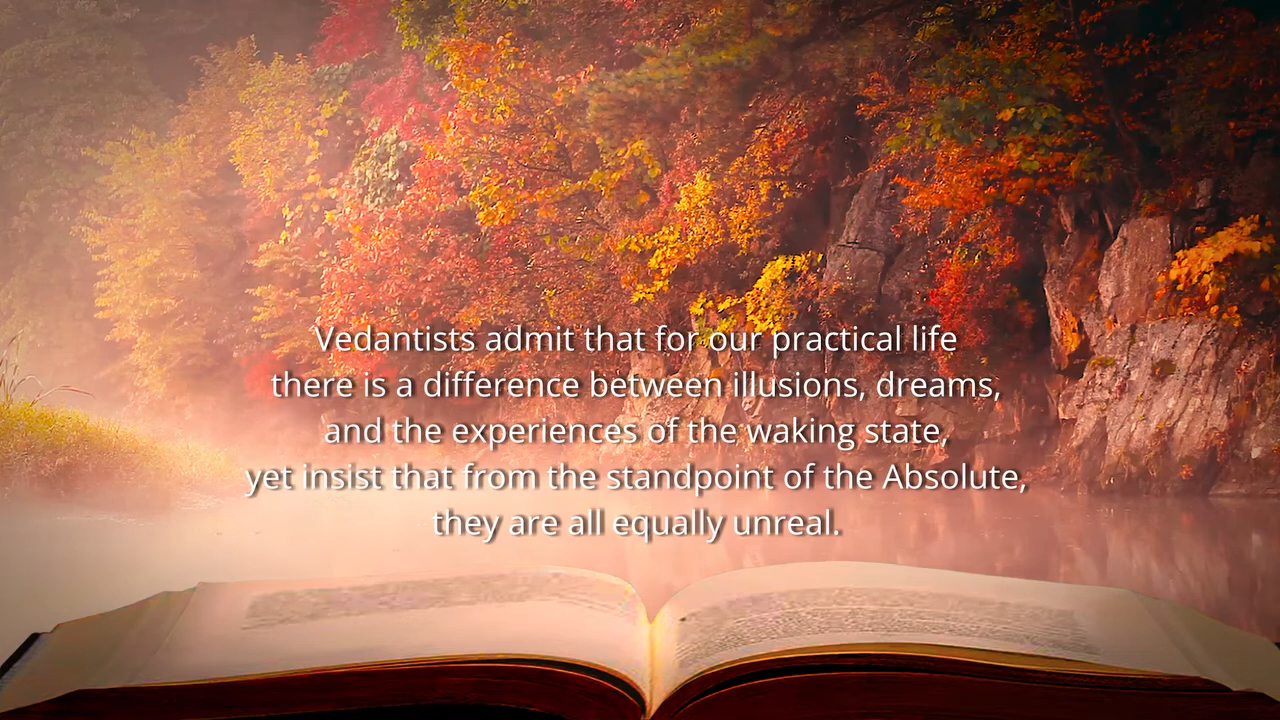 Vedantists admit that for our practical life
there is a difference between illusions, dreams,
and the experiences of the waking state,
yet insist that from the standpoint of the Absolute,
they are all equally unreal.